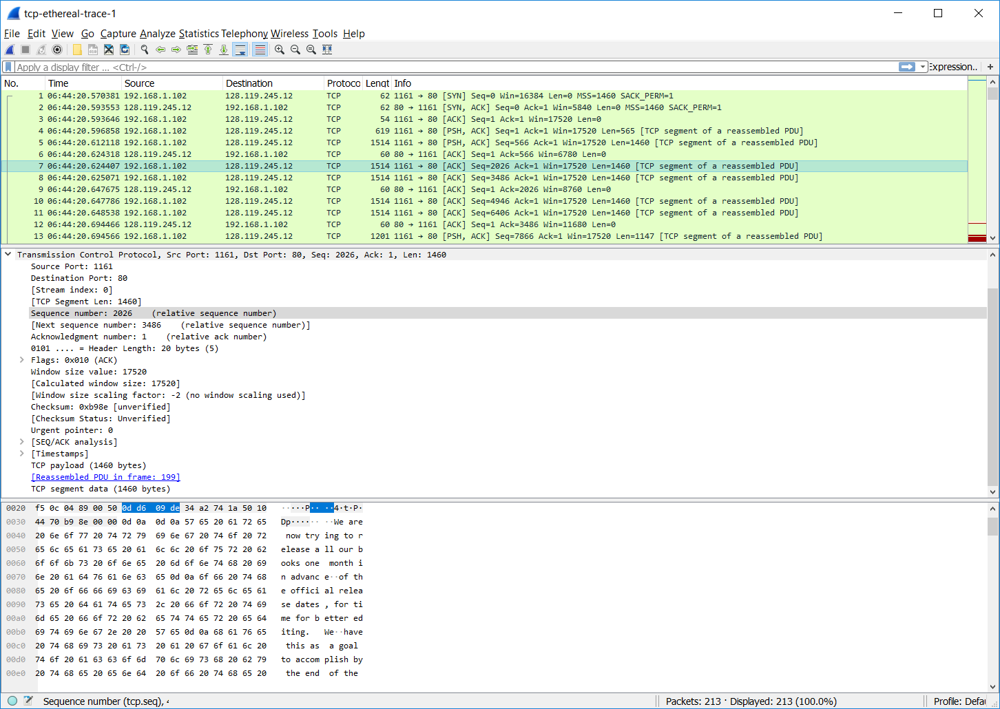 tcp-ethereal-trace-1
File Edit View Go Capture Analyze Statistics Telephony Wireless Tools Help
Apply a display filter ... <Ctrl-/> Expression.. +
No. Time Source Destination Protoco Lengt Info
1 06:44:20.570381 192.168.1.102 128.119.245.12 TCP 62 1161 → 80 [SYN] Seq=0 Win=16384 Len=0 MSS=1460 SACK_PERM=1
2 06:44:20.593553 128.119.245.12 192.168.1.102 TCP 62 80 → 1161 [SYN, ACK] Seq=0 Ack=1 Win=5840 Len=0 MSS=1460 SACK_PERM=1
3 06:44:20.593646 192.168.1.102 128.119.245.12 TCP 54 1161 → 80 [ACK] Seq=1 Ack=1 Win=17520 Len=0
4 06:44:20.596858 192.168.1.102 128.119.245.12 TCP 619 1161 → 80 [PSH, ACK] Seq=1 Ack=1 Win=17520 Len=565 [TCP segment of a reassembled PDU]
5 06:44:20.612118 192.168.1.102 128.119.245.12 TCP 1514 1161 → 80 [PSH, ACK] Seq=566 Ack=1 Win=17520 Len=1460 [TCP segment of a reassembled PDU]
6 06:44:20.624318 128.119.245.12 192.168.1.102 TCP 60 80 → 1161 [ACK] Seq=1 Ack=566 Win=6780 Len=0
7 06:44:20.624407 192.168.1.102 128.119.245.12 TCP 1514 1161 → 80 [ACK] Seq=2026 Ack=1 Win=17520 Len=1460 [TCP segment of a reassembled PDU]
8 06:44:20.625071 192.168.1.102 128.119.245.12 TCP 1514 1161 → 80 [ACK] Seq=3486 Ack=1 Win=17520 Len=1460 [TCP segment of a reassembled PDU]
9 06:44:20.647675 128.119.245.12 192.168.1.102 TCP 60 80 → 1161 [ACK] Seq=1 Ack=2026 Win=8760 Len=0
10 06:44:20.647786 192.168.1.102 128.119.245.12 TCP 1514 1161 → 80 [ACK] Seq=4946 Ack=1 Win=17520 Len=1460 [TCP segment of a reassembled PDU]
11 06:44:20.648538 192.168.1.102 128.119.245.12 TCP 1514 1161 → 80 [ACK] Seq=6406 Ack=1 Win=17520 Len=1460 [TCP segment of a reassembled PDU]
12 06:44:20.694466 128.119.245.12 192.168.1.102 TCP 60 80 → 1161 [ACK] Seq=1 Ack=3486 Win=11680 Len=0
13 06:44:20.694566 192.168.1.102 128.119.245.12 TCP 1201 1161 → 80 [PSH, ACK] Seq=7866 Ack=1 Win=17520 Len=1147 [TCP segment of a reassembled PDU]
Transmission Control Protocol, Src Port: 1161, Dst Port: 80, Seq: 2026, Ack: 1, Len: 1460
Source Port: 1161
Destination Port: 80
[Stream index: 0]
[TCP Segment Len: 1460]
Sequence number: 2026 (relative sequence number)
[Next sequence number: 3486 (relative sequence number)]
Acknowledgment number: 1 (relative ack number)
0101 .... = Header Length: 20 bytes (5)
Flags: 0x010 (ACK)
Window size value: 17520
[Calculated window size: 17520]
[Window size scaling factor: -2 (no window scaling used)]
Checksum: 0xb98e [unverified]
[Checksum Status: Unverified]
Urgent pointer: 0
[SEQ/ACK analysis]
[Timestamps]
TCP payload (1460 bytes)
[Reassembled PDU in frame: 199]
TCP segment data (1460 bytes)
0020 f5 0c 04 89 00 50 0d d6 09 de 34 a2 74 1a 50 10 ·····P·· ··4·t·P·
0030 44 70 b9 8e 00 00 0d 0a 0d 0a 57 65 20 61 72 65 Dp······ ··We are
0040 20 6e 6f 77 20 74 72 79 69 6e 67 20 74 6f 20 72 now try ing to r
0050 65 6c 65 61 73 65 20 61 6c 6c 20 6f 75 72 20 62 elease a ll our b
0060 6f 6f 6b 73 20 6f 6e 65 20 6d 6f 6e 74 68 20 69 ooks one month i
0070 6e 20 61 64 76 61 6e 63 65 0d 0a 6f 66 20 74 68 n advanc e··of th
0080 65 20 6f 66 66 69 63 69 61 6c 20 72 65 6c 65 61 e offici al relea
0090 73 65 20 64 61 74 65 73 2c 20 66 6f 72 20 74 69 se dates , for ti
00a0 6d 65 20 66 6f 72 20 62 65 74 74 65 72 20 65 64 me for b etter ed
00b0 69 74 69 6e 67 2e 20 20 57 65 0d 0a 68 61 76 65 iting. We··have
00c0 20 74 68 69 73 20 61 73 20 61 20 67 6f 61 6c 20 this as a goal
00d0 74 6f 20 61 63 63 6f 6d 70 6c 69 73 68 20 62 79 to accom plish by
00e0 20 74 68 65 20 65 6e 64 20 6f 66 20 74 68 65 20 the end of the
Sequence number (tcp.seq), Packets: 213 · Displayed: 213 (100.0%) Profile: Defau